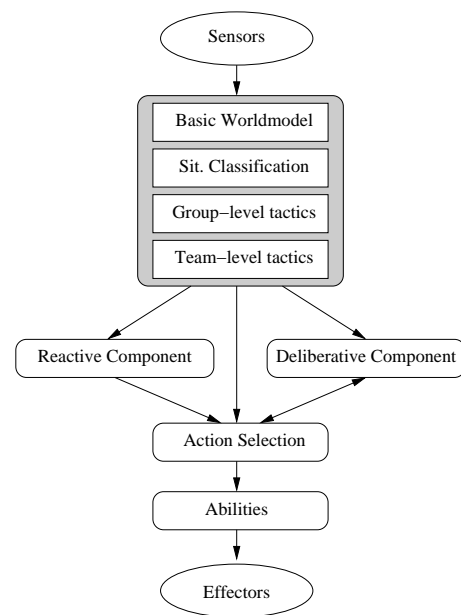 Sensors
Basic Worldmodel
Sit. Classification
Group−level tactics
Team−level tactics
Reactive Component
Deliberative Component
Action Selection
Abilities
Effectors